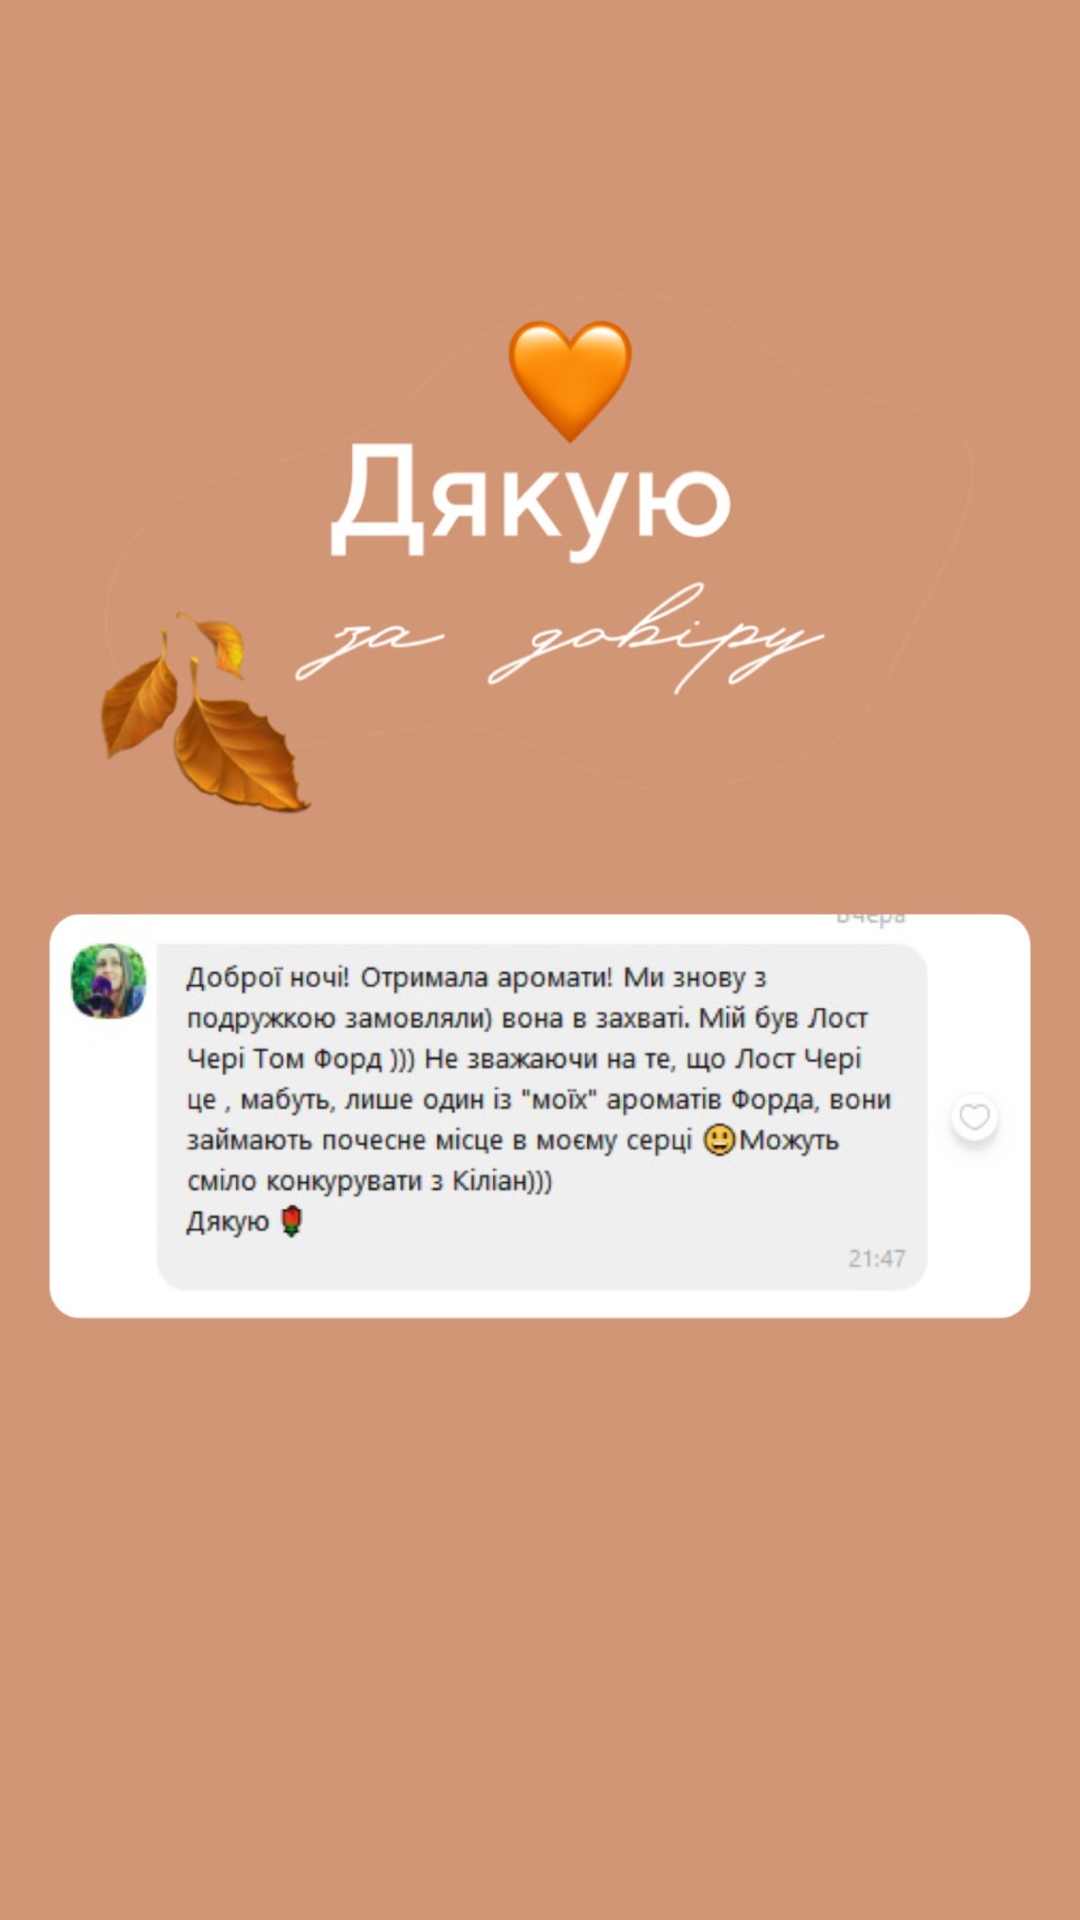 Дякую
за довіру
Вчера
Доброї ночі! Отримала аромати! Ми знову з
подружкою замовляли) вона в захваті. Мій був Лост
Чері Том Форд ))) Не зважаючи на те, що Лост Чері
це , мабуть, лише один із "моїх" ароматів Форда, вони
займають почесне місце в моєму серці 😃Можуть
сміло конкурувати з Кіліан)))
Дякую 🌹
21:47